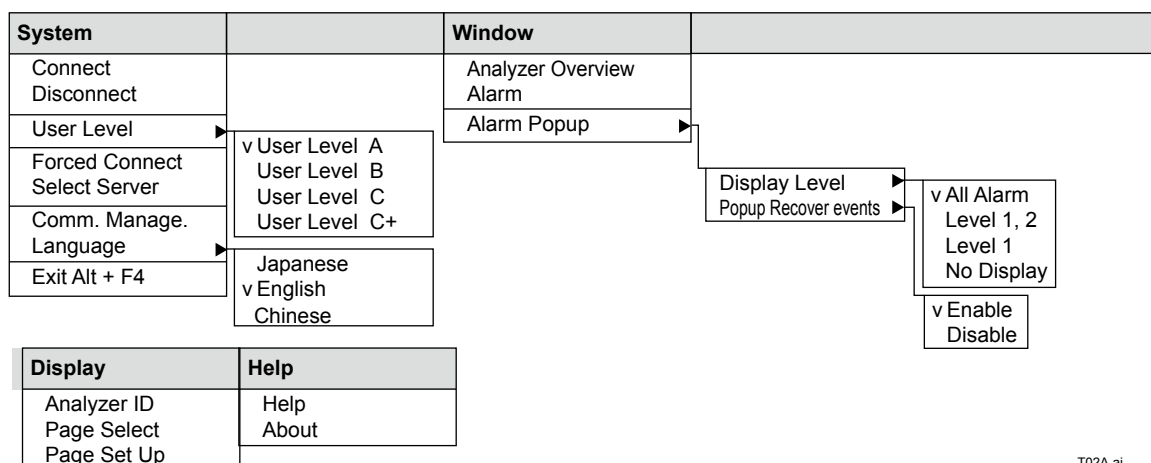 System
Connect
Disconnect
User Level
Forced Connect
Select Server
Comm. Manage.
Language
Exit Alt + F4
v User Level A
User Level B
User Level C
User Level C+
Japanese
v English
Chinese
Window
Analyzer Overview
Alarm
Alarm Popup
Display Level
Popup Recover events
v All Alarm
Level 1, 2
Level 1
No Display
v Enable
Disable
Display
Analyzer ID
Page Select
Page Set Up
Help
Help
About
T02A.ai